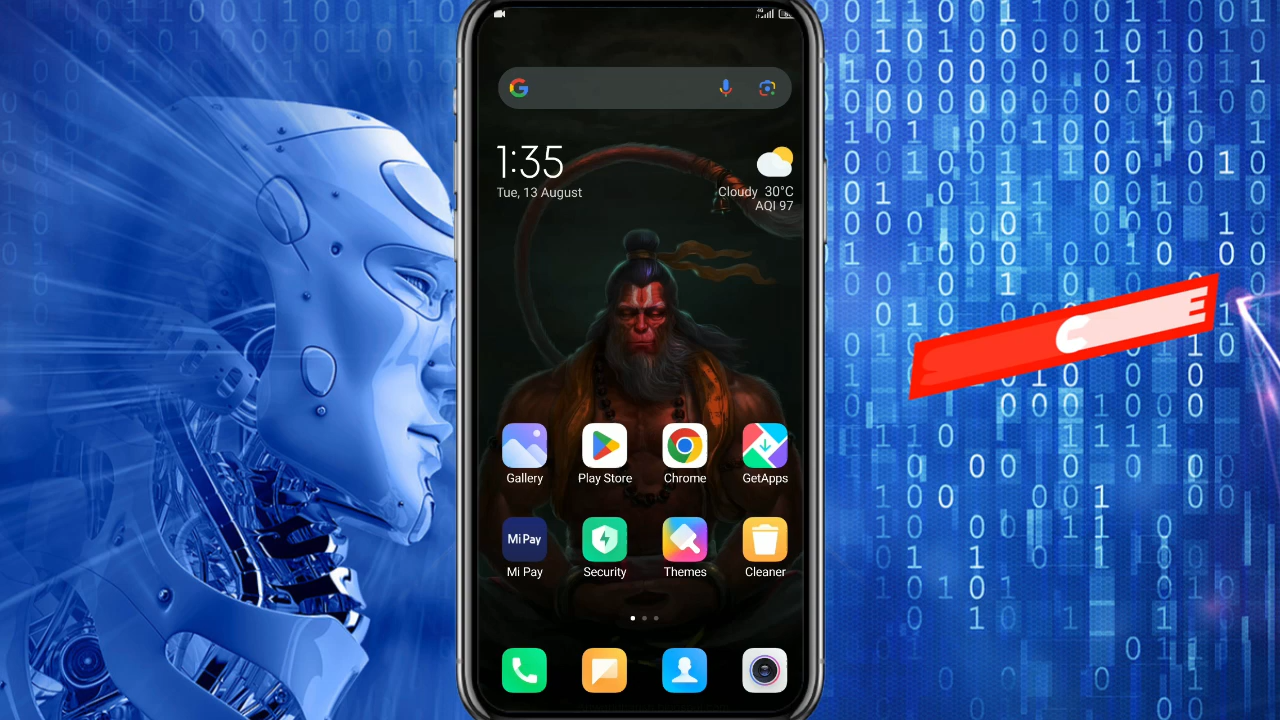 1:35
Tue, 13 August
Cloudy 30°C
AQI 97
Gallery
Play Store
Chrome
GetApps
Mi Pay
Mi Pay
Security
Themes
Cleaner